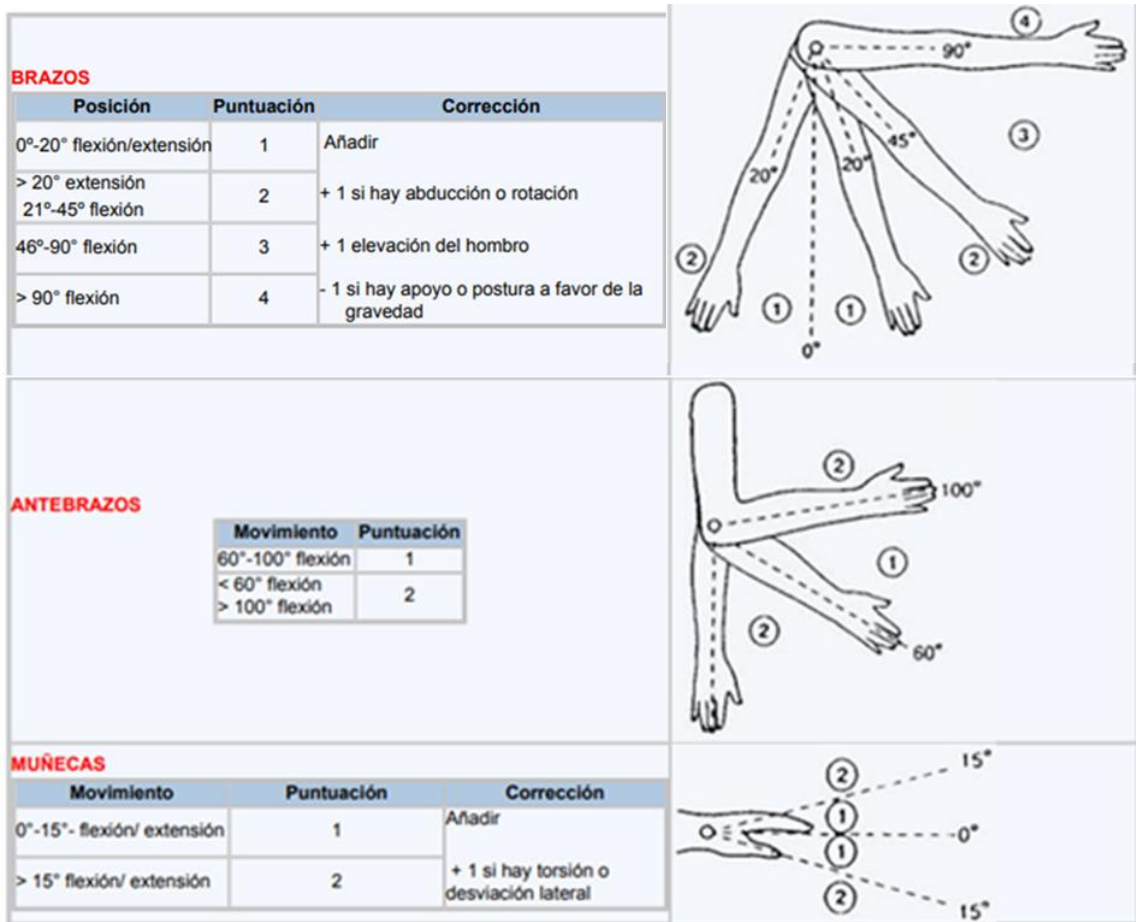 BRAZOS
Posición Puntuación Corrección
0º-20° flexión/extensión 1 Añadir
> 20° extensión
21º-45º flexión 2 + 1 si hay abducción o rotación
46º-90° flexión 3 + 1 elevación del hombro
> 90° flexión 4 - 1 si hay apoyo o postura a favor de la
gravedad
4
90°
3
45°
20°
20°
2
2
1
1
0°
ANTEBRAZOS
Movimiento Puntuación
60°-100° flexión 1
< 60° flexión
> 100° flexión 2
2
100°
1
2
60°
MUÑECAS
Movimiento Puntuación Corrección
0°-15°- flexión/ extensión 1 Añadir
> 15° flexión/ extensión 2 + 1 si hay torsión o
desviación lateral
15°
2
1
0°
1
2
15°